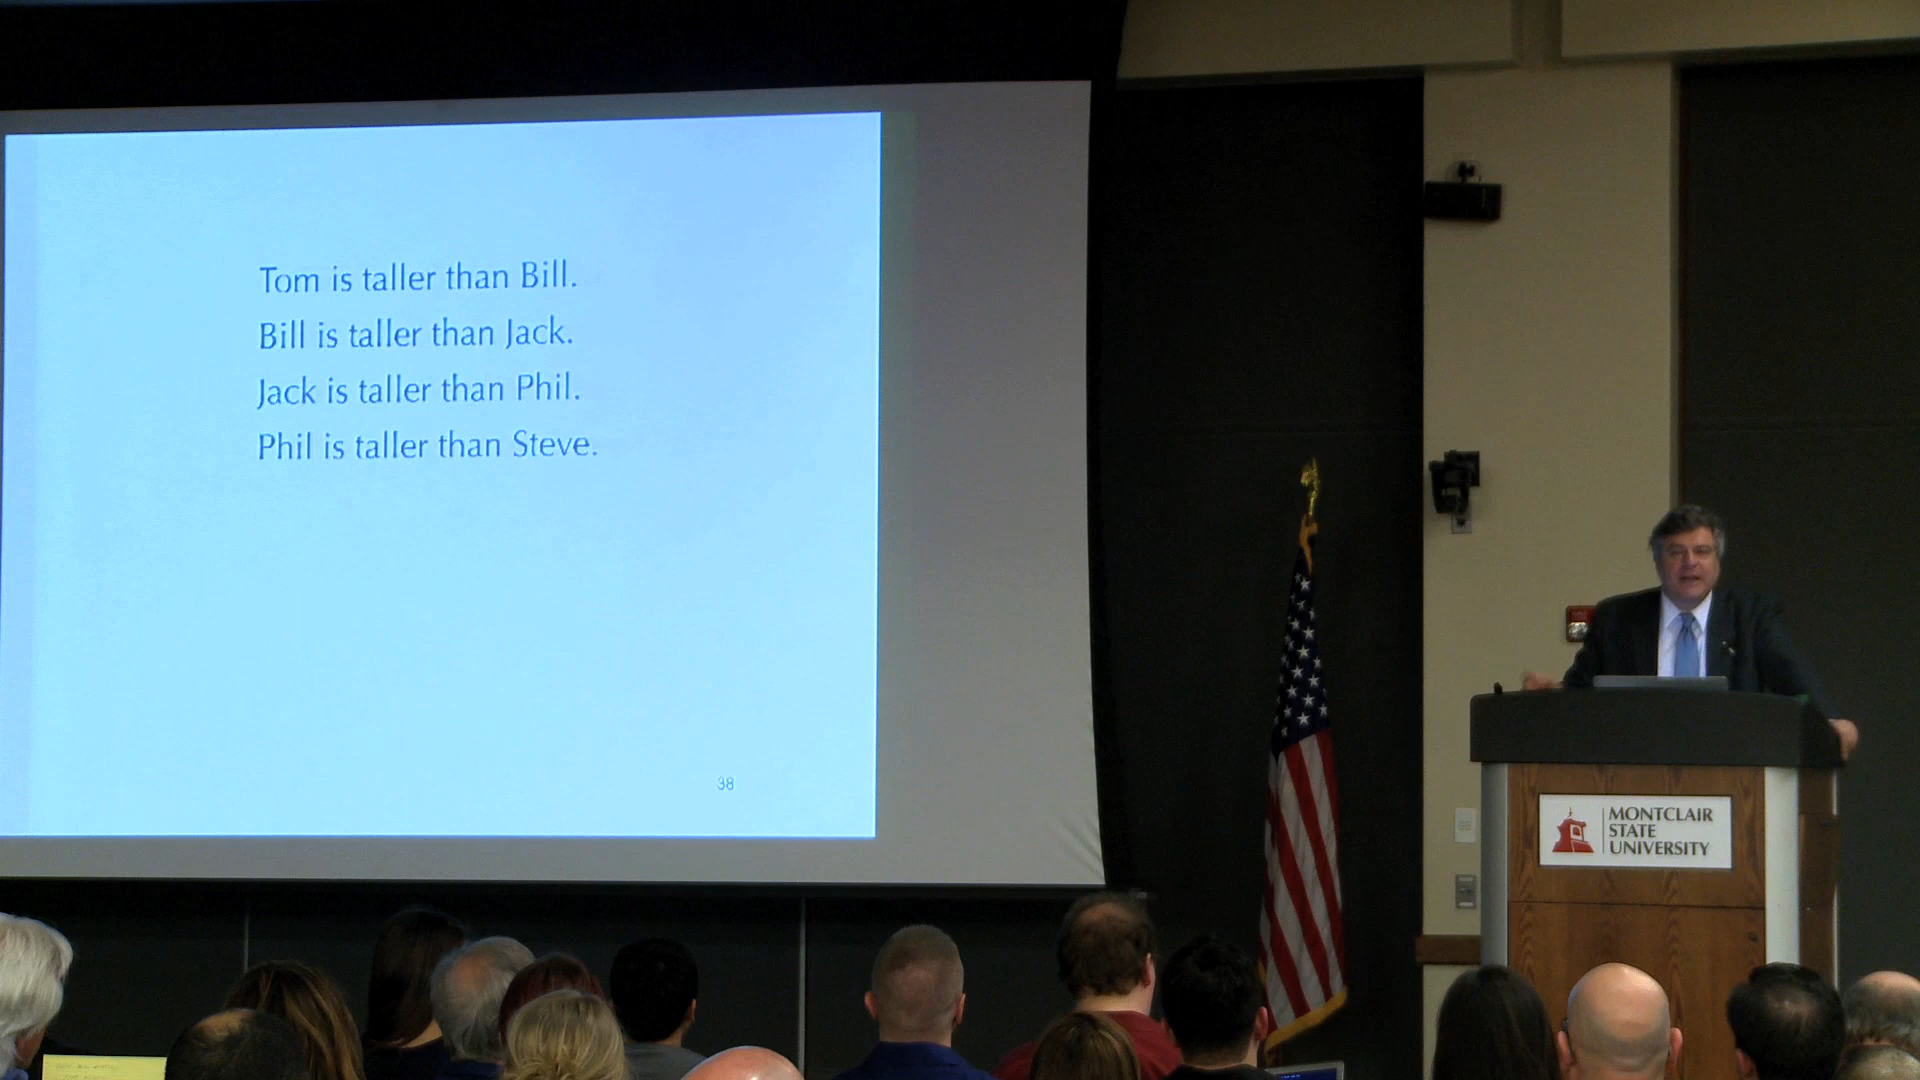 Tom is taller than Bill.
Bill is taller than Jack.
Jack is taller than Phil.
Phil is taller than Steve.
38
MONTCLAIR
STATE
UNIVERSITY